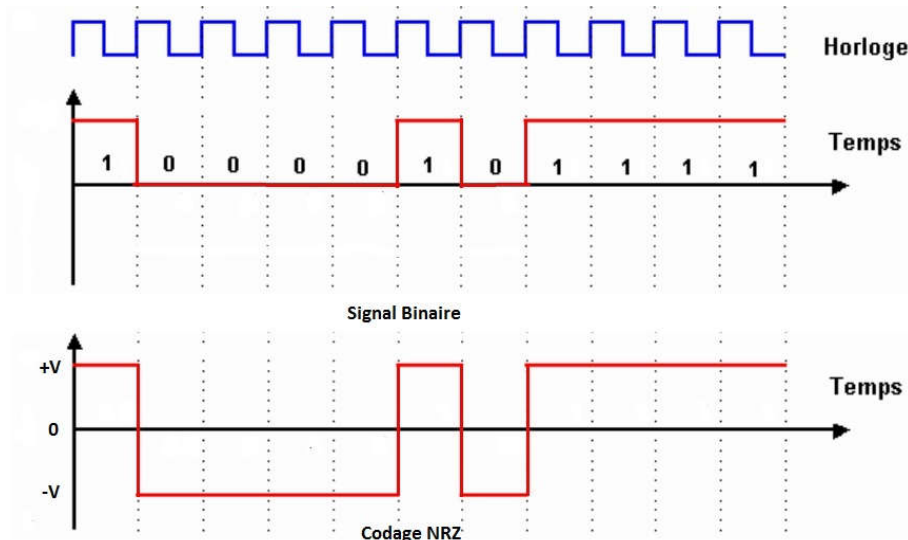 Horloge
Temps
1 0 0 0 0 1 0 1 1 1 1
Signal Binaire
+V
Temps
0
-V
Codage NRZ